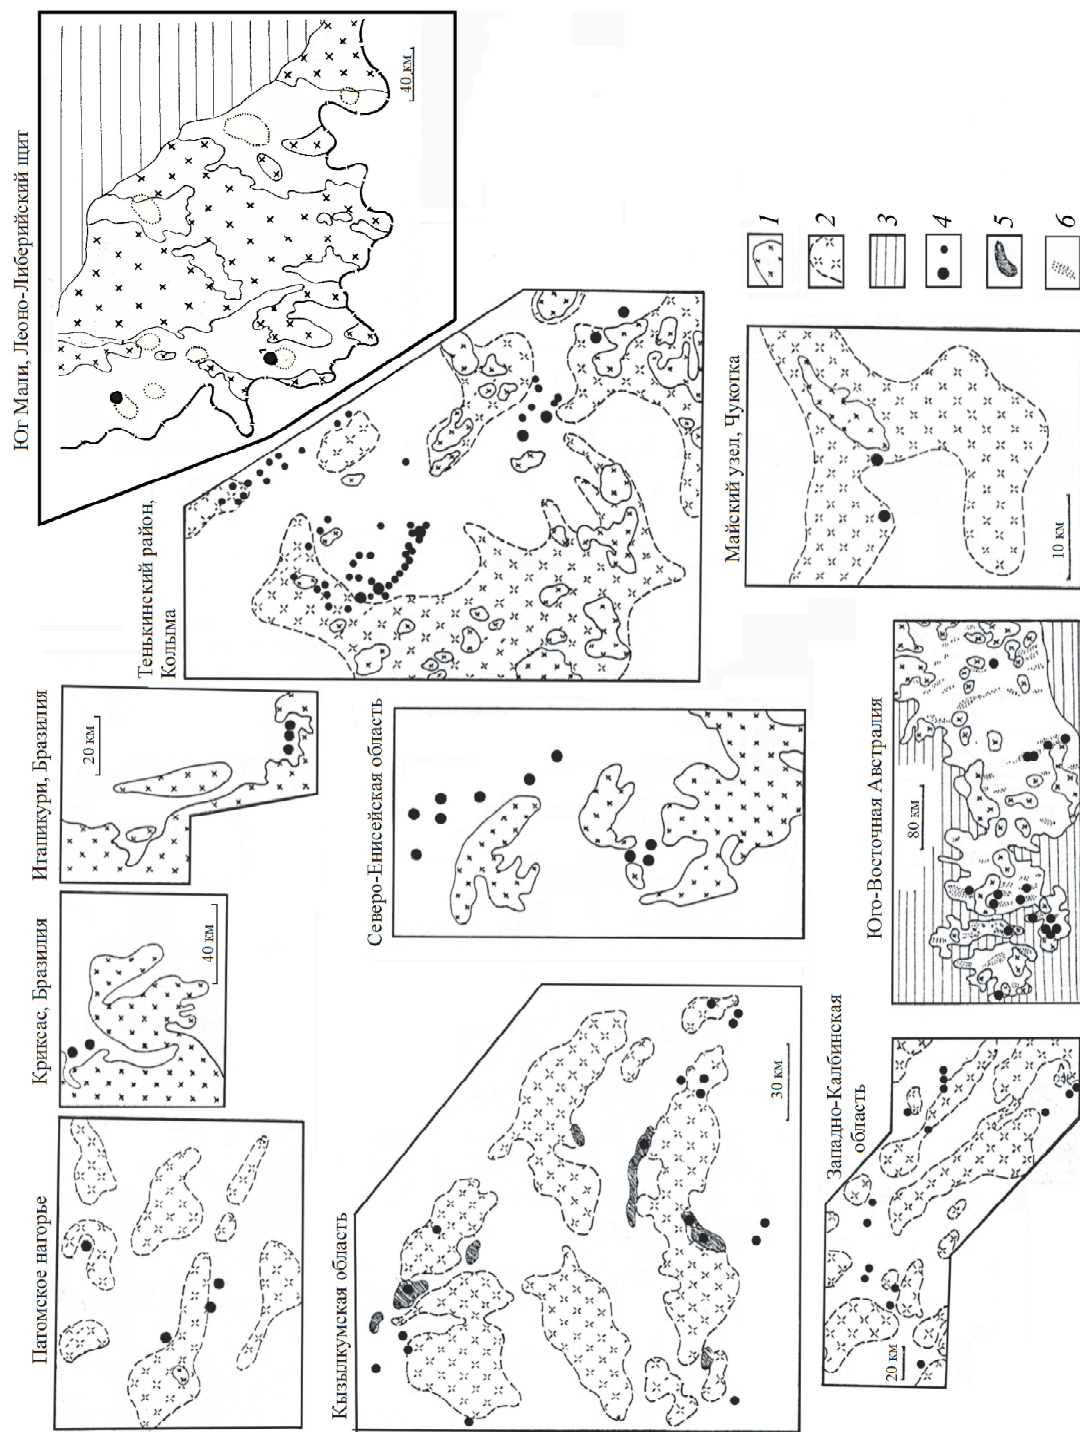 Юг Мали, Леоно-Либерийский щит
40 км
Тенькинский район,
Колыма
Итапикури, Бразилия
20 км
Криксас, Бразилия
40 км
Патомское нагорье
Северо-Енисейская область
Кызылкумская область
30 км
Майский узел, Чукотка
10 км
Юго-Восточная Австралия
80 км
Западно-Калбинская
область
20 км
1
2
3
4
5
6